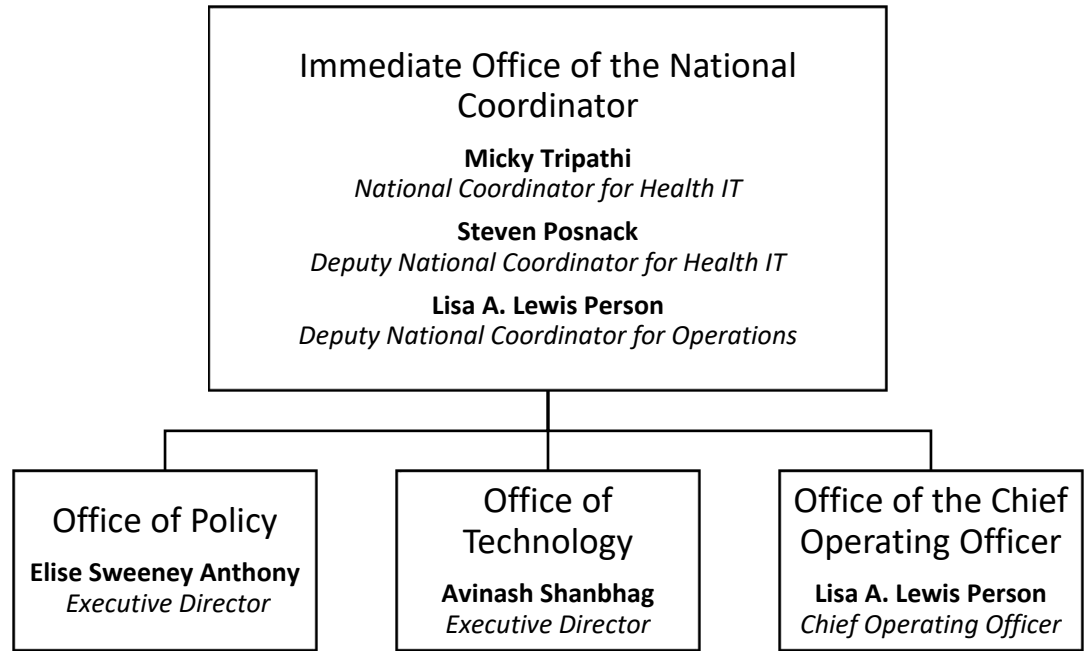 Immediate Office of the National
Coordinator
Micky Tripathi
National Coordinator for Health IT
Steven Posnack
Deputy National Coordinator for Health IT
Lisa A. Lewis Person
Deputy National Coordinator for Operations
Office of Policy
Elise Sweeney Anthony
Executive Director
Office of
Technology
Avinash Shanbhag
Executive Director
Office of the Chief
Operating Officer
Lisa A. Lewis Person
Chief Operating Officer